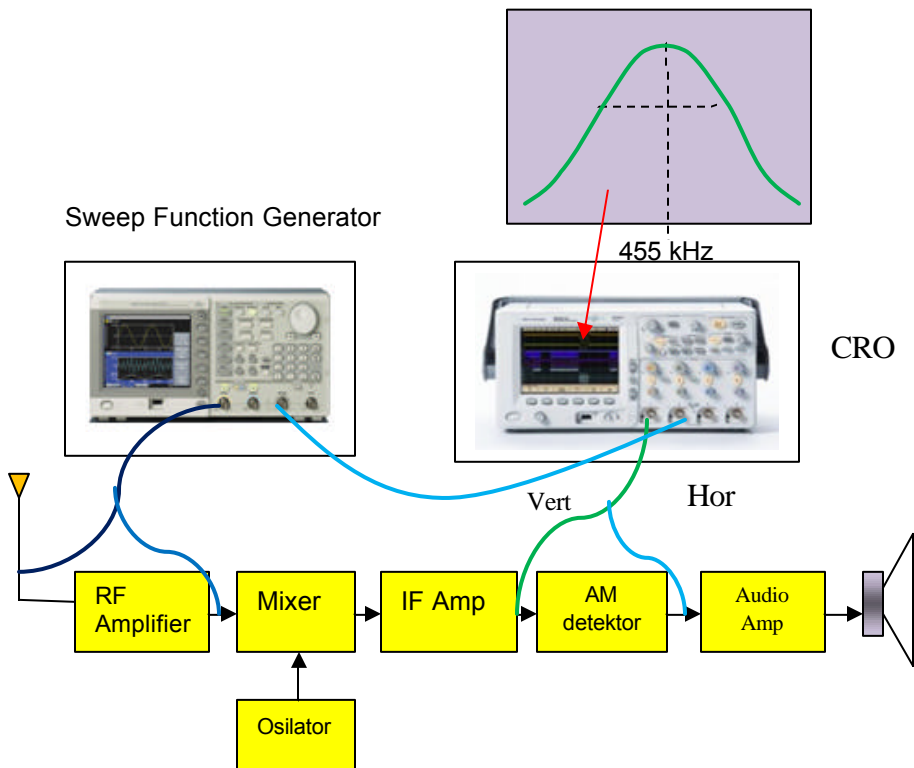 455 kHz
Sweep Function Generator
CRO
Vert
Hor
RF
Amplifier
Mixer
IF Amp
AM
detektor
Audio
Amp
Osilator